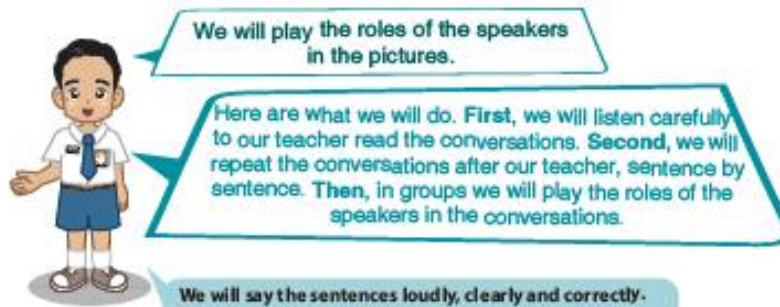 We will play the roles of the speakers
in the pictures.
Here are what we will do. First, we will listen carefully
to our teacher read the conversations. Second, we will
repeat the conversations after our teacher, sentence by
sentence. Then, in groups we will play the roles of the
speakers in the conversations.
We will say the sentences loudly, clearly and correctly.